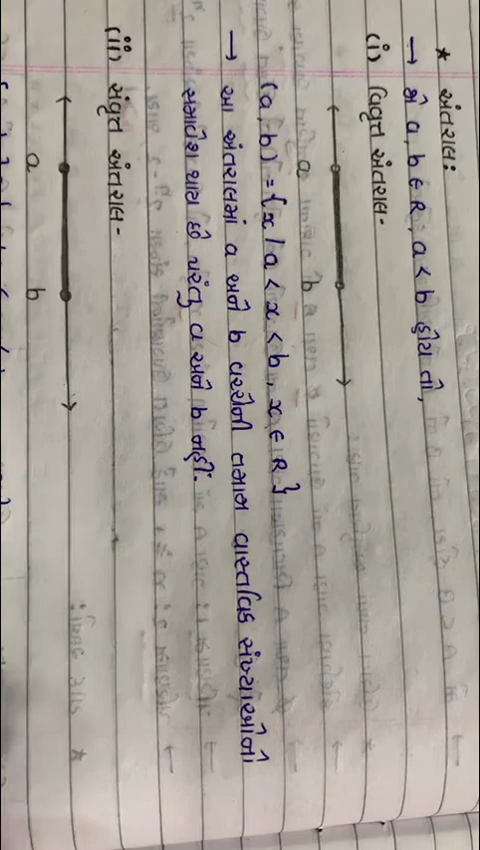 * અંતરાલ:
→ જો a, b ∈ R, a < b હોય તો,
(i) વિવૃત અંતરાલ-
a b
(a, b) = {x / a < x < b, x ∈ R}
→ આ અંતરાલમાં a અને b વચ્ચેની તમામ વાસ્તવિક સંખ્યાઓનો
સમાવેશ થાય છે પરંતુ a અને b નહીં.
(ii) સંવૃત અંતરાલ-
a b